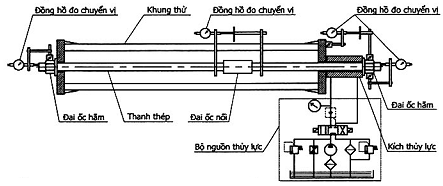 Đồng hồ đo chuyển vị
Khung thử
Đồng hồ đo chuyển vị
Đồng hồ đo chuyển vị
Đai ốc hãm
Thanh thép
Đai ốc nối
Đai ốc hãm
Bộ nguồn thủy lực
Kích thủy lực